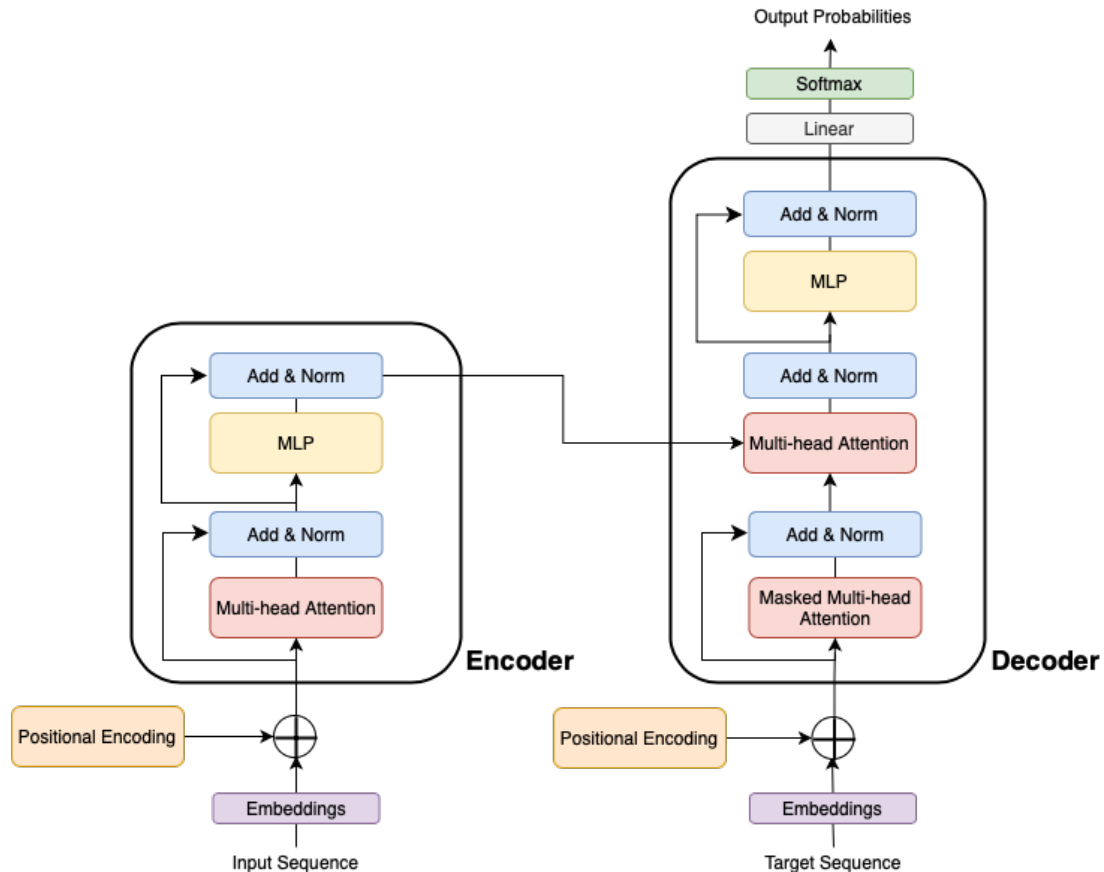 Output Probabilities
Softmax
Linear
Add & Norm
MLP
Add & Norm
Multi-head Attention
Add & Norm
Masked Multi-head
Attention
Decoder
Positional Encoding
Embeddings
Target Sequence
Add & Norm
MLP
Add & Norm
Multi-head Attention
Encoder
Positional Encoding
Embeddings
Input Sequence